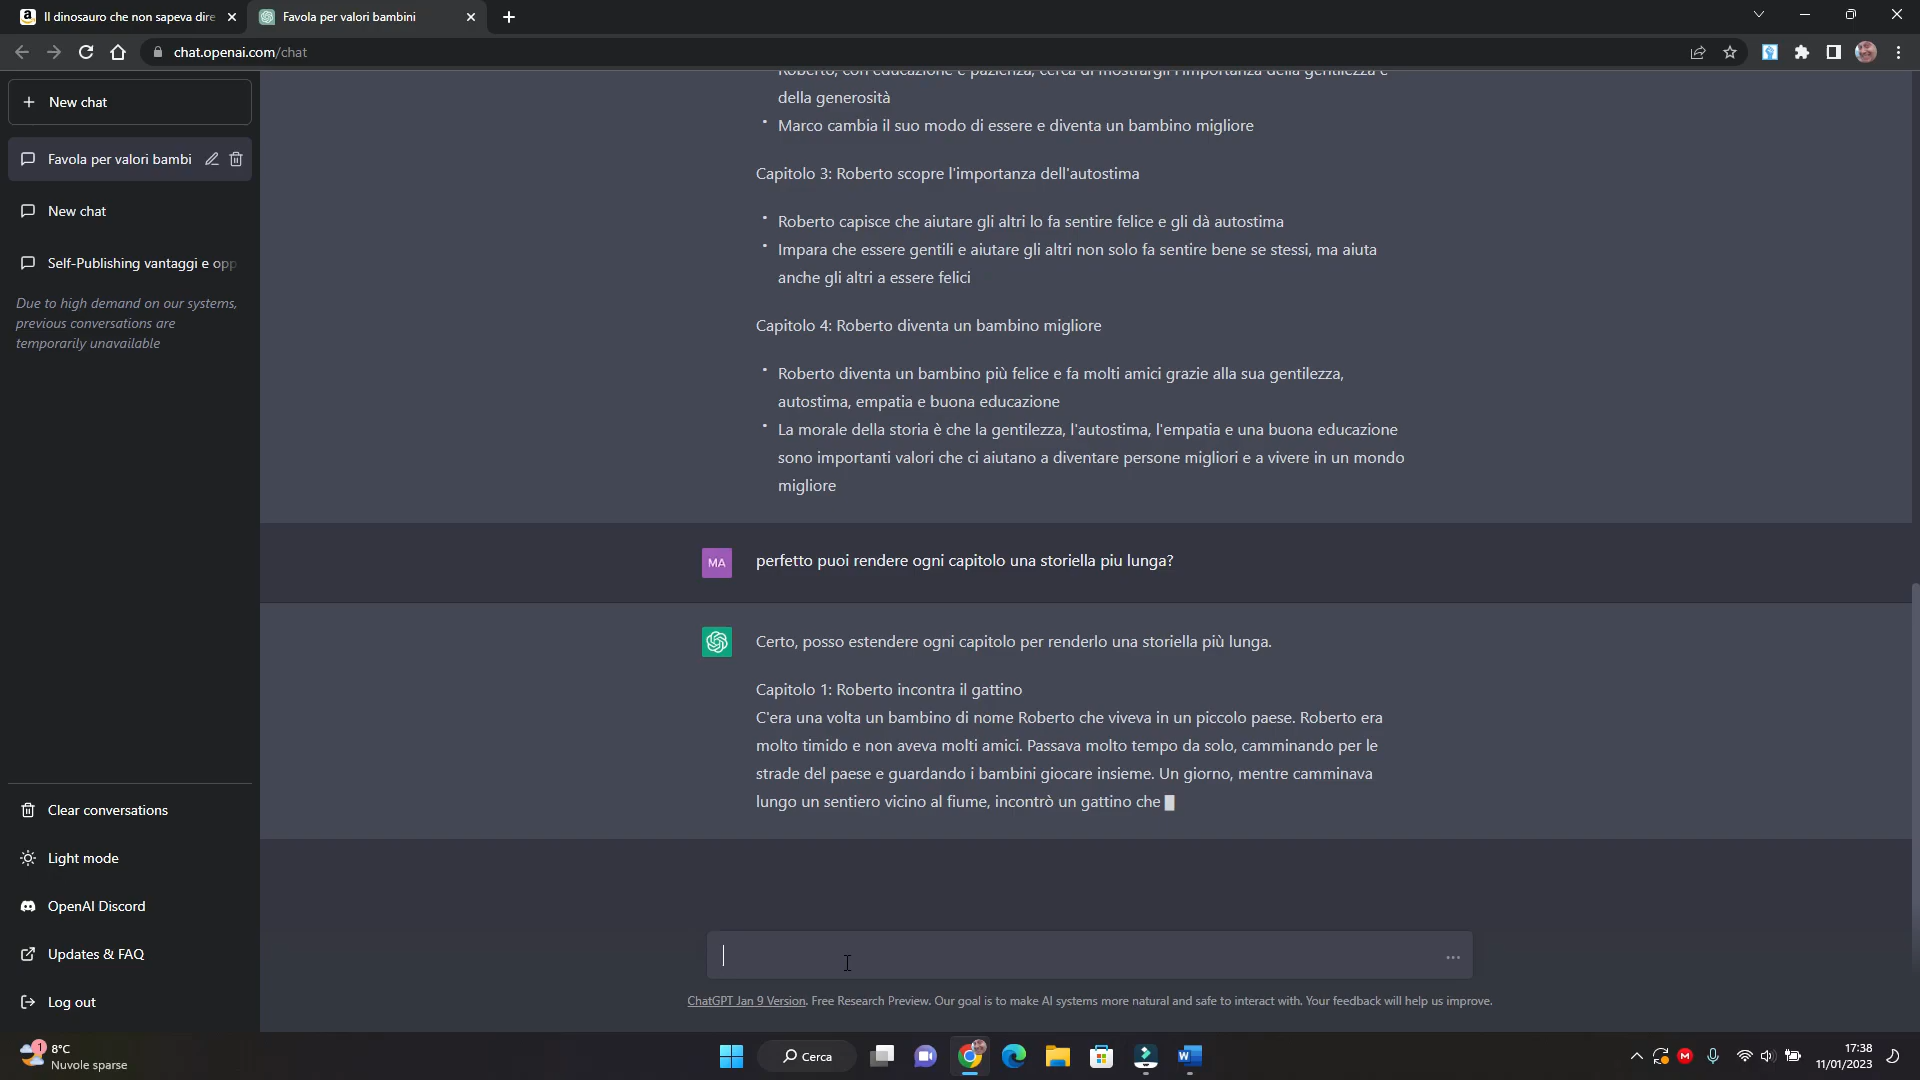 Il dinosauro che non sapeva dire
Favola per valori bambini
chat.openai.com/chat
New chat
Favola per valori bambi
New chat
Self-Publishing vantaggi e opp
Due to high demand on our systems,
previous conversations are
temporarily unavailable
Clear conversations
Light mode
OpenAI Discord
Updates & FAQ
Log out
Roberto, con educazione e pazienza, cerca di mostrargli l'importanza della gentilezza e
della generosità
• Marco cambia il suo modo di essere e diventa un bambino migliore
Capitolo 3: Roberto scopre l'importanza dell'autostima
• Roberto capisce che aiutare gli altri lo fa sentire felice e gli dà autostima
• Impara che essere gentili e aiutare gli altri non solo fa sentire bene se stessi, ma aiuta
anche gli altri a essere felici
Capitolo 4: Roberto diventa un bambino migliore
• Roberto diventa un bambino più felice e fa molti amici grazie alla sua gentilezza,
autostima, empatia e buona educazione
• La morale della storia è che la gentilezza, l'autostima, l'empatia e una buona educazione
sono importanti valori che ci aiutano a diventare persone migliori e a vivere in un mondo
migliore
MA
perfetto puoi rendere ogni capitolo una storiella piu lunga?
Certo, posso estendere ogni capitolo per renderlo una storiella più lunga.
Capitolo 1: Roberto incontra il gattino
C'era una volta un bambino di nome Roberto che viveva in un piccolo paese. Roberto era
molto timido e non aveva molti amici. Passava molto tempo da solo, camminando per le
strade del paese e guardando i bambini giocare insieme. Un giorno, mentre camminava
lungo un sentiero vicino al fiume, incontrò un gattino che
ChatGPT Jan 9 Version. Free Research Preview. Our goal is to make AI systems more natural and safe to interact with. Your feedback will help us improve.
1
8°C
Nuvole sparse
Cerca
17:38
11/01/2023